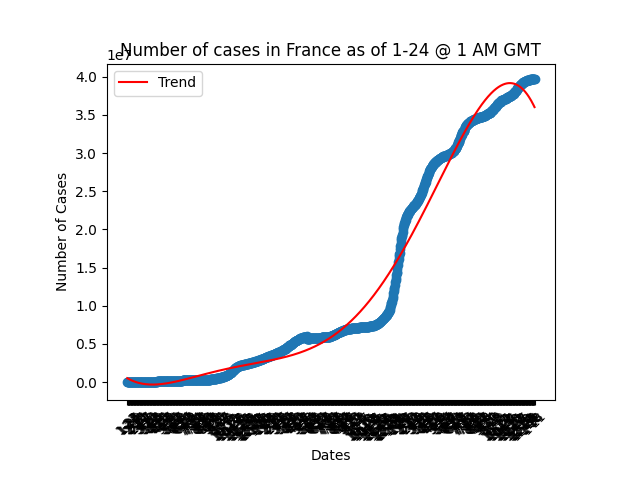 Number of cases in France as of 1-24 @ 1 AM GMT
1e7
Trend
4.0
3.5
3.0
2.5
2.0
1.5
1.0
0.5
0.0
Number of Cases
Dates